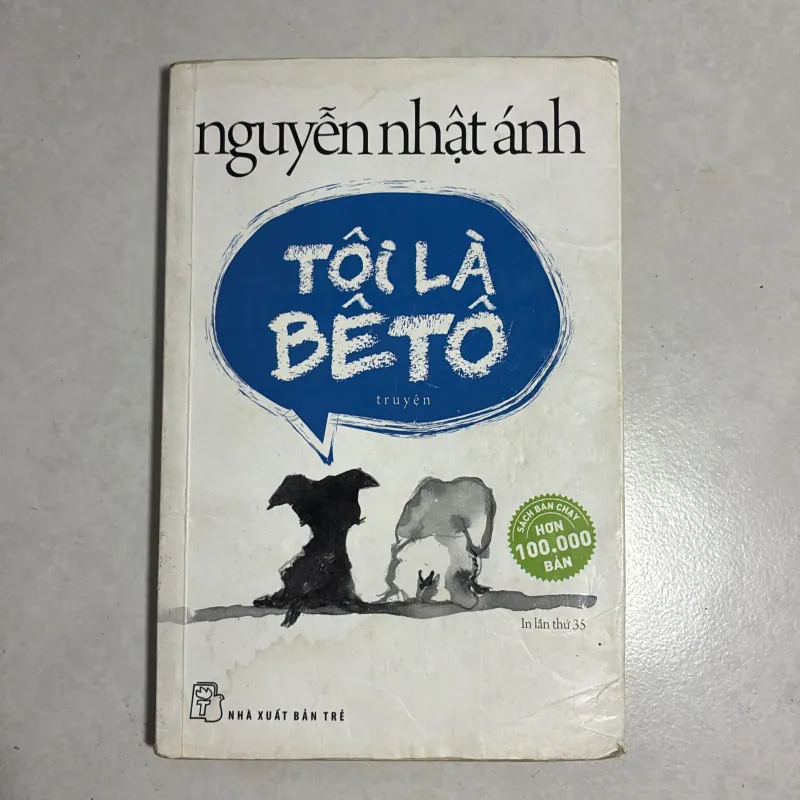 nguyễn nhật ánh
TÔI LÀ
BÊTÔ
truyện
SÁCH BÁN CHẠY
HƠN
100.000
BẢN
In lần thứ 35
NHÀ XUẤT BẢN TRẺ